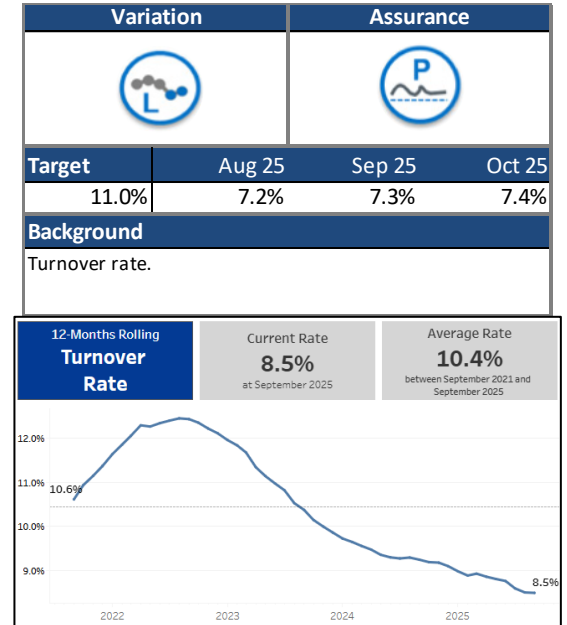 Variation Assurance
L P
Target Aug 25 Sep 25 Oct 25
11.0% 7.2% 7.3% 7.4%
Background
Turnover rate.
12-Months Rolling
Turnover
Rate
Current Rate
8.5%
at September 2025
Average Rate
10.4%
between September 2021 and
September 2025
12.0%
11.0%
10.6%
10.0%
9.0%
8.5%
2022 2023 2024 2025